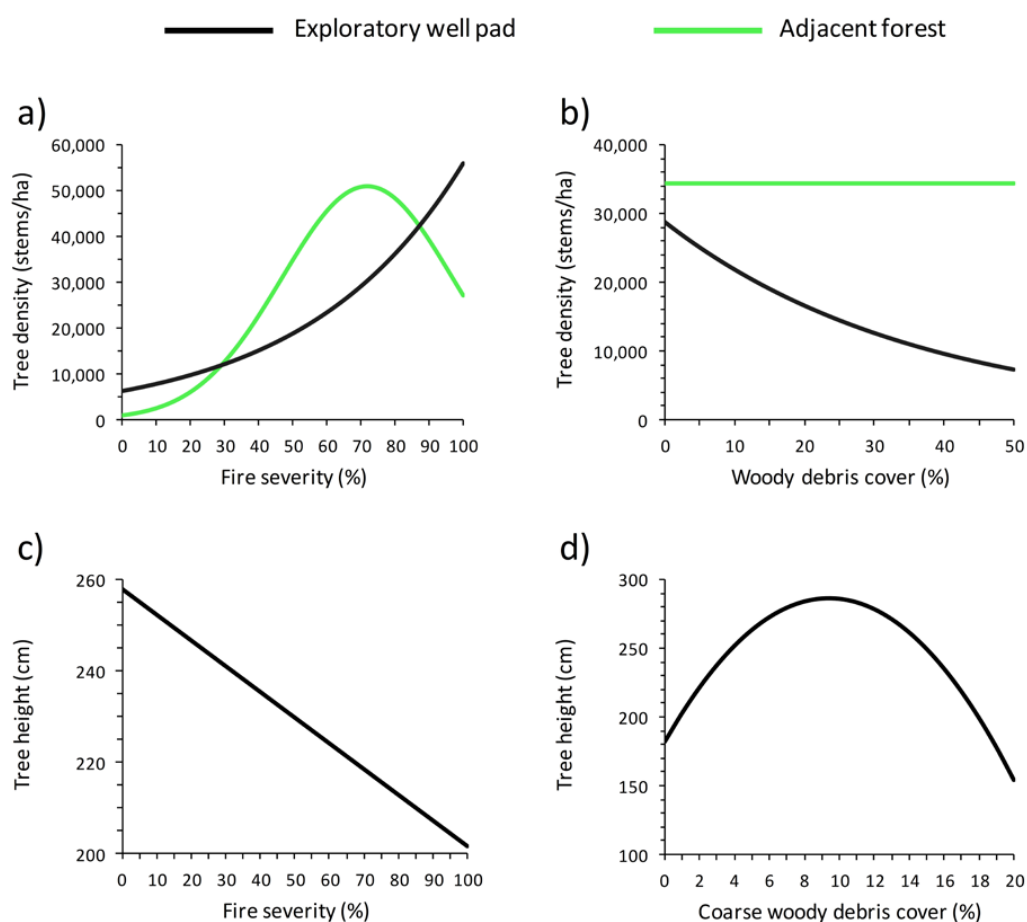 Exploratory well pad
Adjacent forest
a)
60,000
50,000
40,000
30,000
20,000
10,000
0
Tree density (stems/ha)
0 10 20 30 40 50 60 70 80 90 100
Fire severity (%)
b)
40,000
30,000
20,000
10,000
0
Tree density (stems/ha)
0 10 20 30 40 50
Woody debris cover (%)
c)
260
240
220
200
Tree height (cm)
0 10 20 30 40 50 60 70 80 90 100
Fire severity (%)
d)
300
250
200
150
100
Tree height (cm)
0 2 4 6 8 10 12 14 16 18 20
Coarse woody debris cover (%)